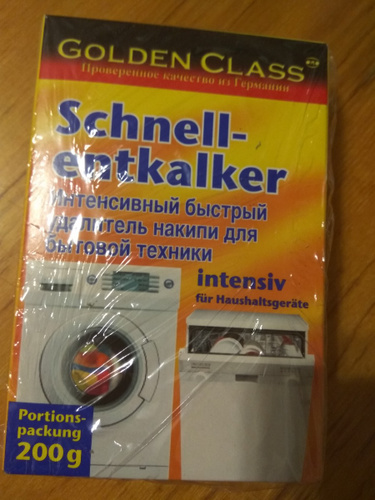 GOLDEN CLASS
Проверенное качество из Германии
Schnell-
entkalker
Интенсивный быстрый
удалитель накипи для
бытовой техники
intensiv
für Haushaltsgeräte
Portions-
packung
200 g